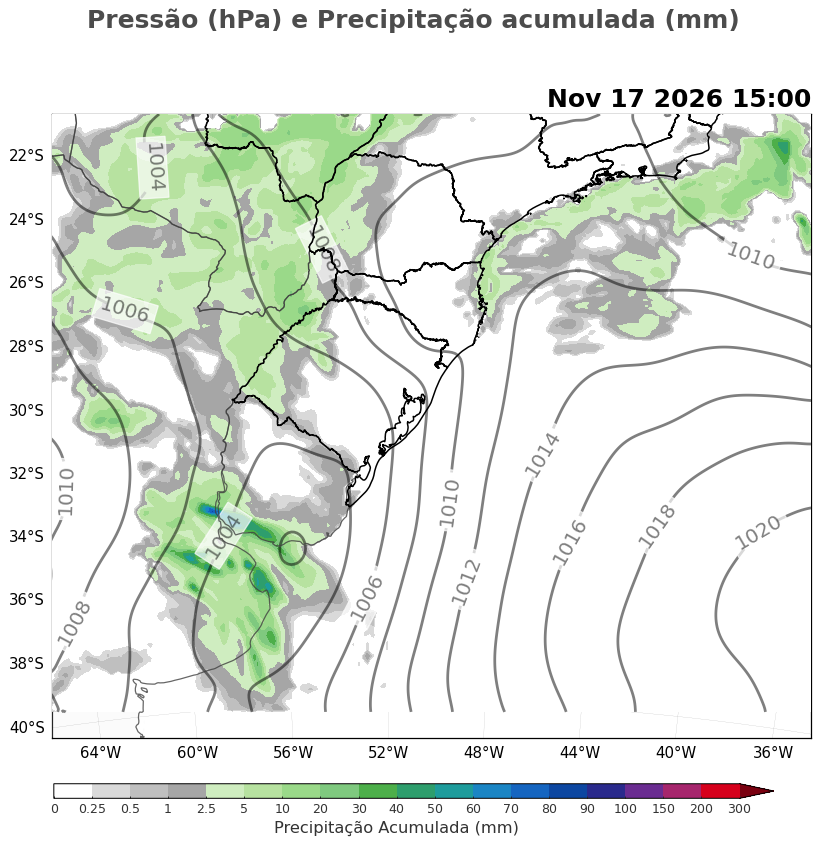 Pressão (hPa) e Precipitação acumulada (mm)
Nov 17 2026 15:00
22°S
24°S
26°S
28°S
30°S
32°S
34°S
36°S
38°S
40°S
1004
1008
1010
1006
1014
1010
1010
1018
1020
1004
1016
1012
1006
1008
64°W
60°W
56°W
52°W
48°W
44°W
40°W
36°W
0 0.25 0.5 1 2.5 5 10 20 30 40 50 60 70 80 90 100 150 200 300
Precipitação Acumulada (mm)